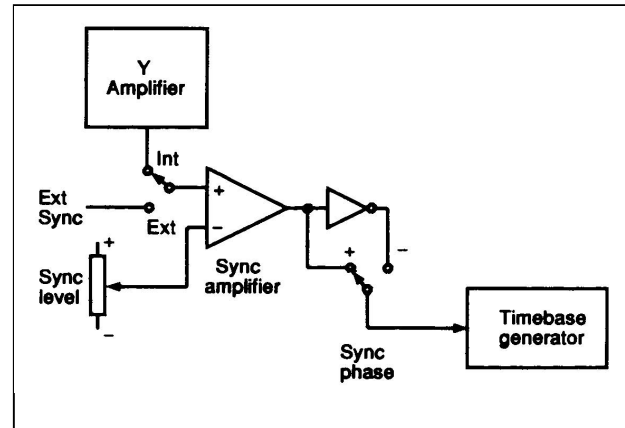 Y
Amplifier
Int
Ext
Sync
Ext
+
−
+
Sync
level
−
Sync
amplifier
+
−
Sync
phase
Timebase
generator